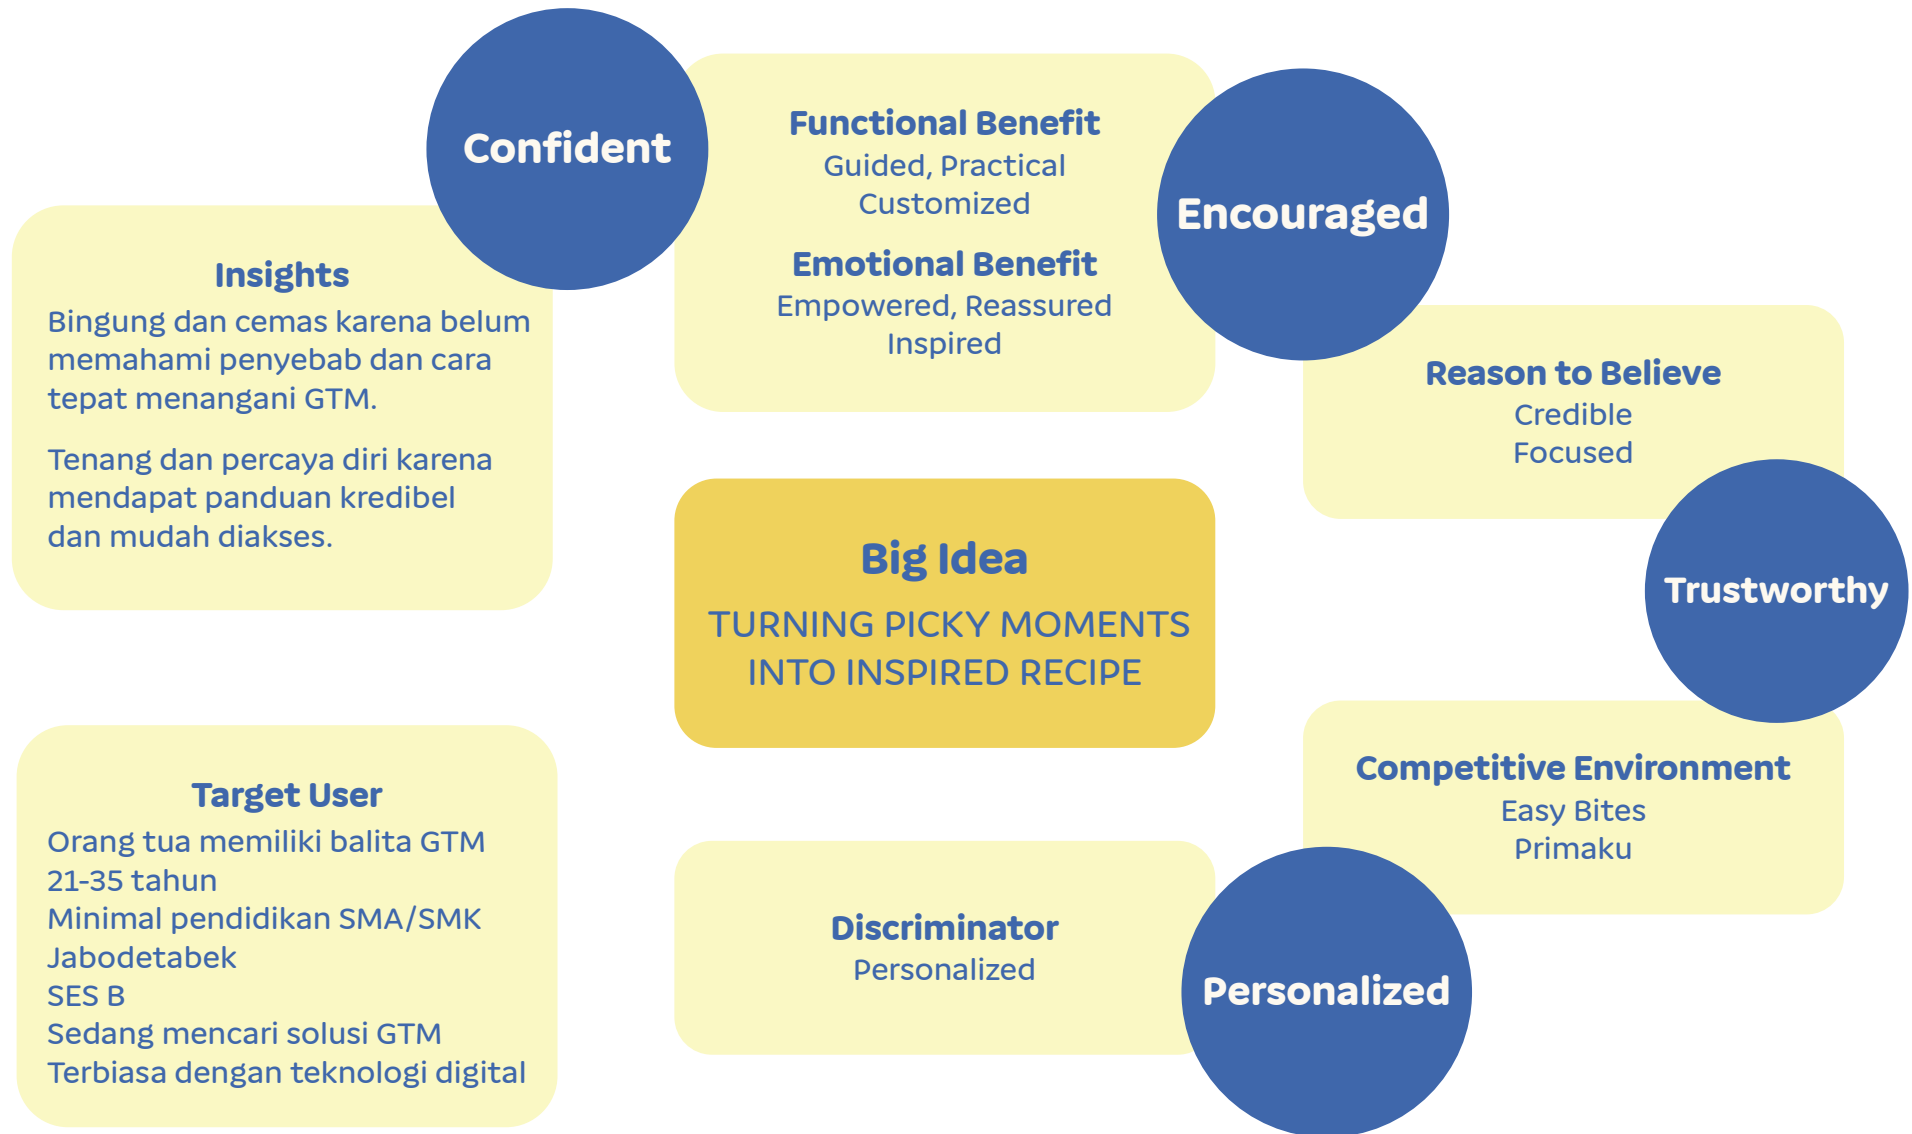 Confident
Functional Benefit
Guided, Practical
Customized
Emotional Benefit
Empowered, Reassured
Inspired
Encouraged
Insights
Bingung dan cemas karena belum
memahami penyebab dan cara
tepat menangani GTM.
Tenang dan percaya diri karena
mendapat panduan kredibel
dan mudah diakses.
Reason to Believe
Credible
Focused
Big Idea
TURNING PICKY MOMENTS
INTO INSPIRED RECIPE
Trustworthy
Target User
Orang tua memiliki balita GTM
21-35 tahun
Minimal pendidikan SMA/SMK
Jabodetabek
SES B
Sedang mencari solusi GTM
Terbiasa dengan teknologi digital
Competitive Environment
Easy Bites
Primaku
Discriminator
Personalized
Personalized